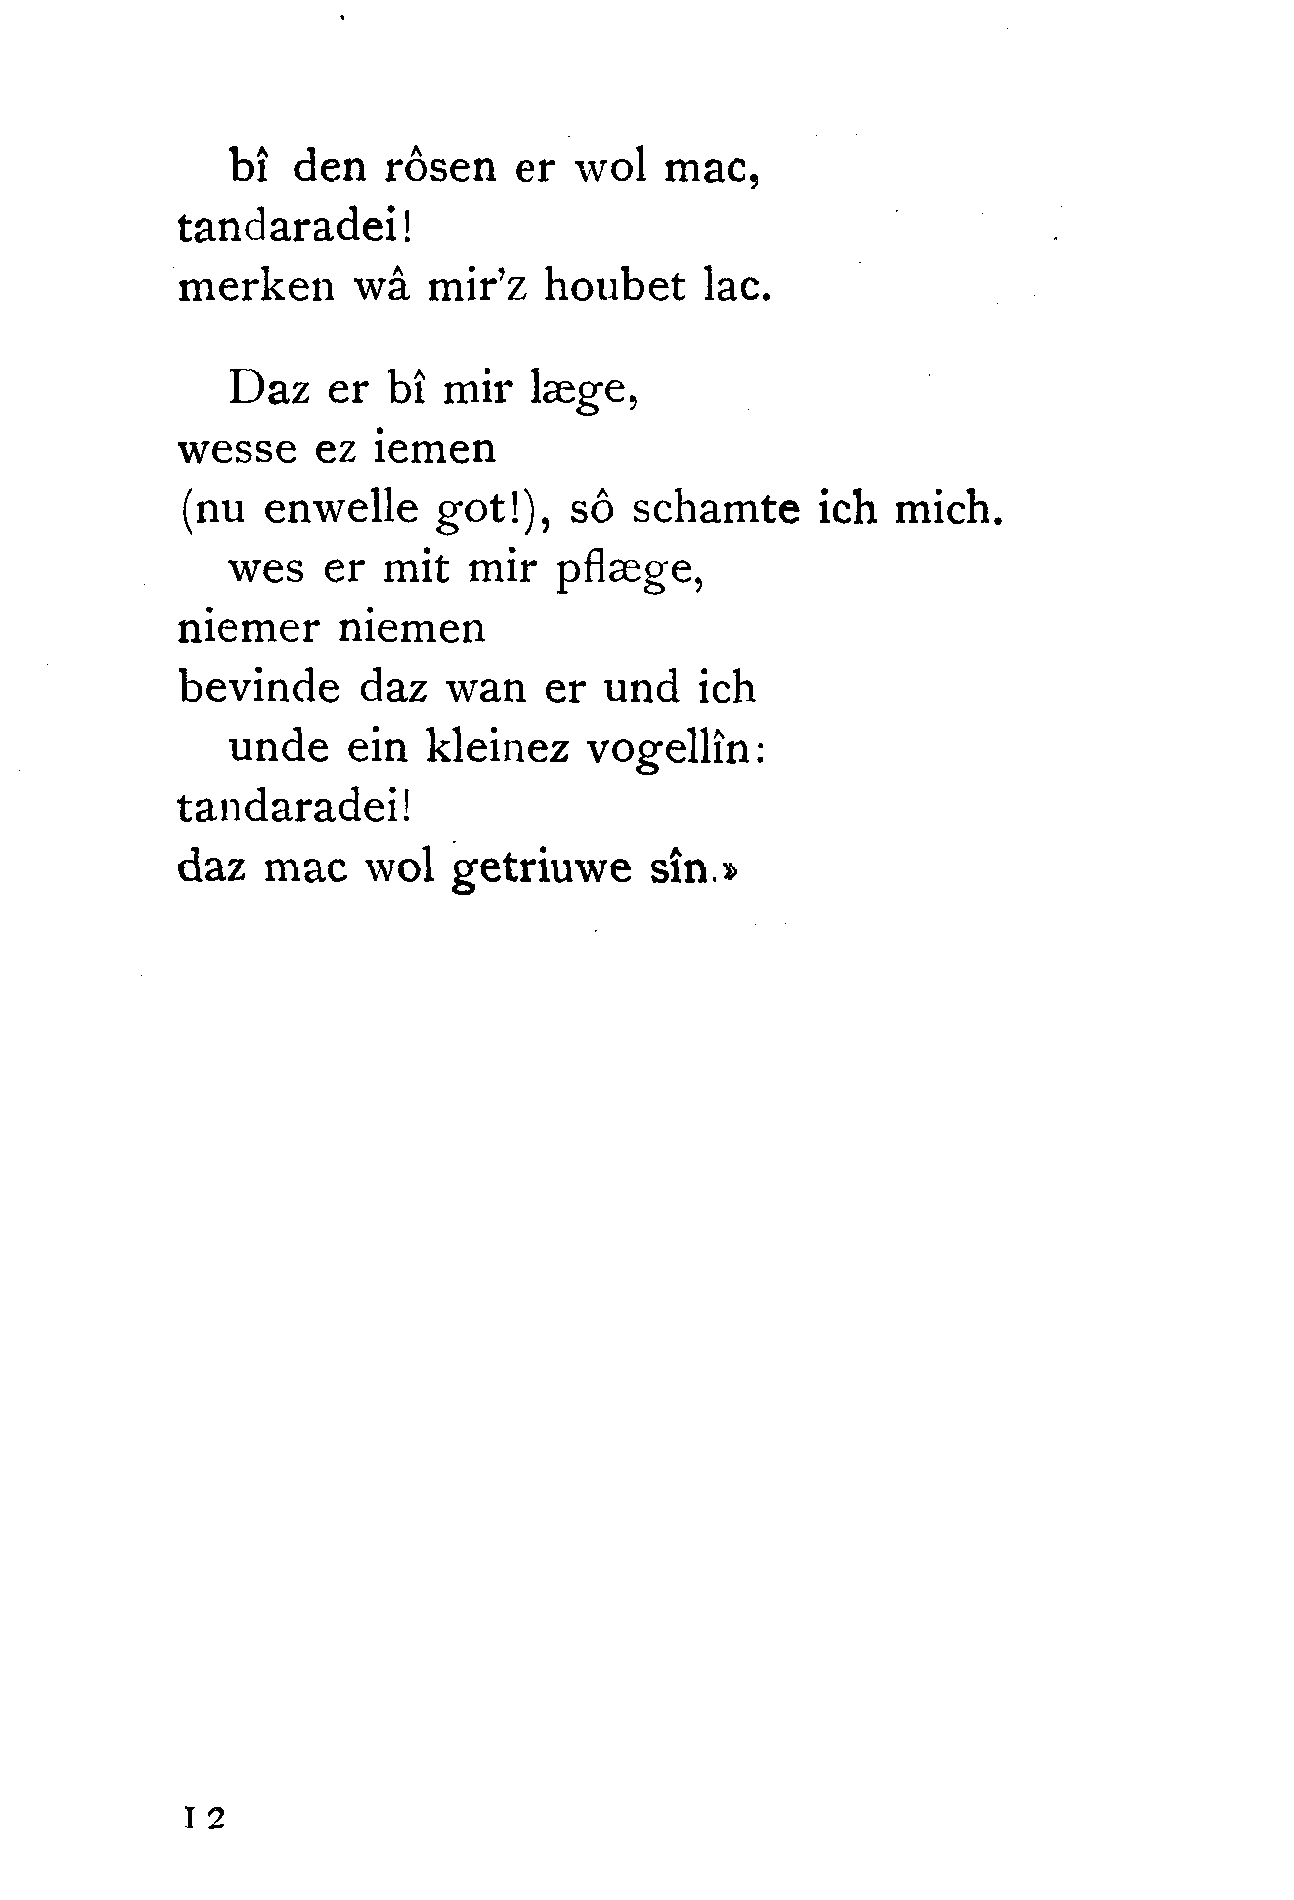 bî den rôsen er wol mac,
tandaradei!
merken wâ mir’z houbet lac.
Daz er bî mir læge,
wesse ez iemen
(nu enwelle got!), sô schamte ich mich.
wes er mit mir pflæge,
niemer niemen
bevinde daz wan er und ich
unde ein kleinez vogellîn:
tandaradei!
daz mac wol getriuwe sîn.»
12